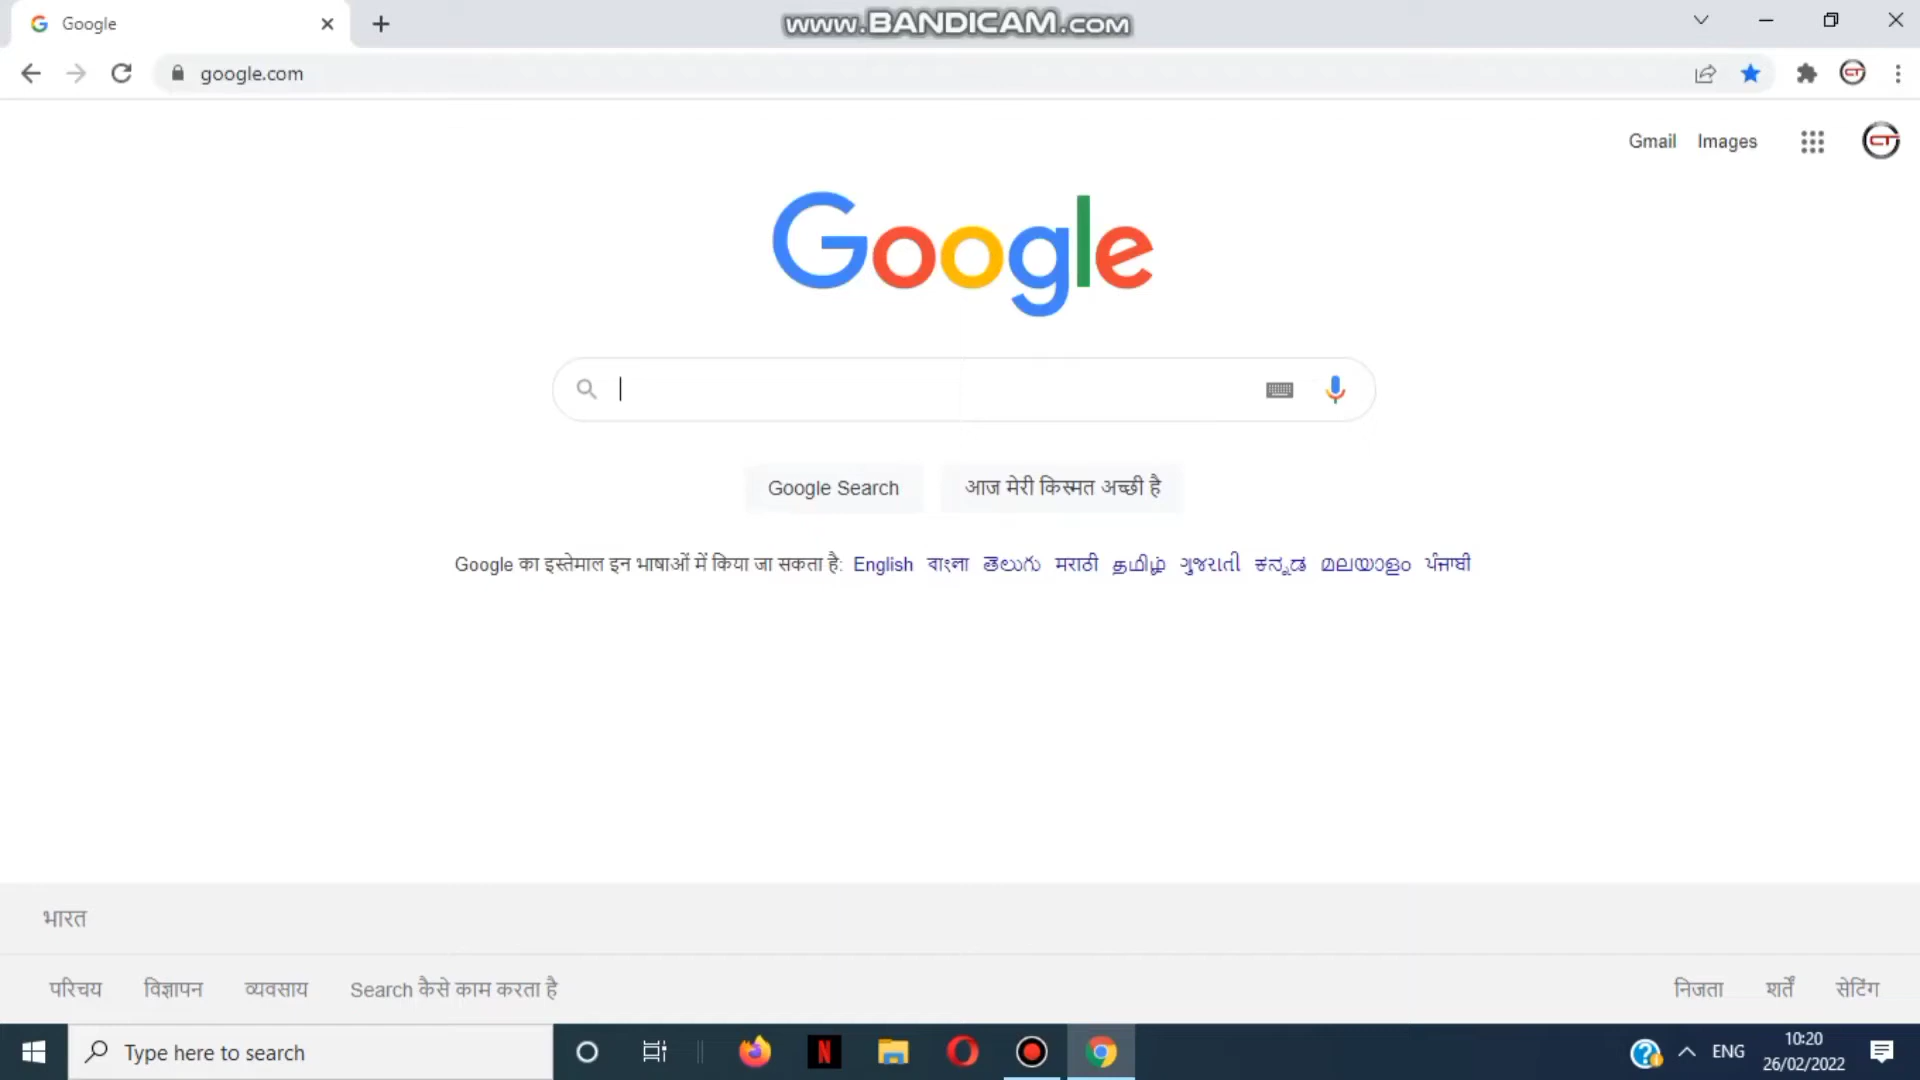 Google
www.BANDICAM.com
google.com
Gmail Images
CT
Google
Google Search आज मेरी किस्मत अच्छी है
Google का इस्तेमाल इन भाषाओं में किया जा सकता है: English বাংলা తెలుగు मराठी தமிழ் ગુજરાતી ಕನ್ನಡ മലയാളം ਪੰਜਾਬੀ
भारत
परिचय विज्ञापन व्यवसाय Search कैसे काम करता है निजता शर्तें सेटिंग
Type here to search
ENG
10:20
26/02/2022